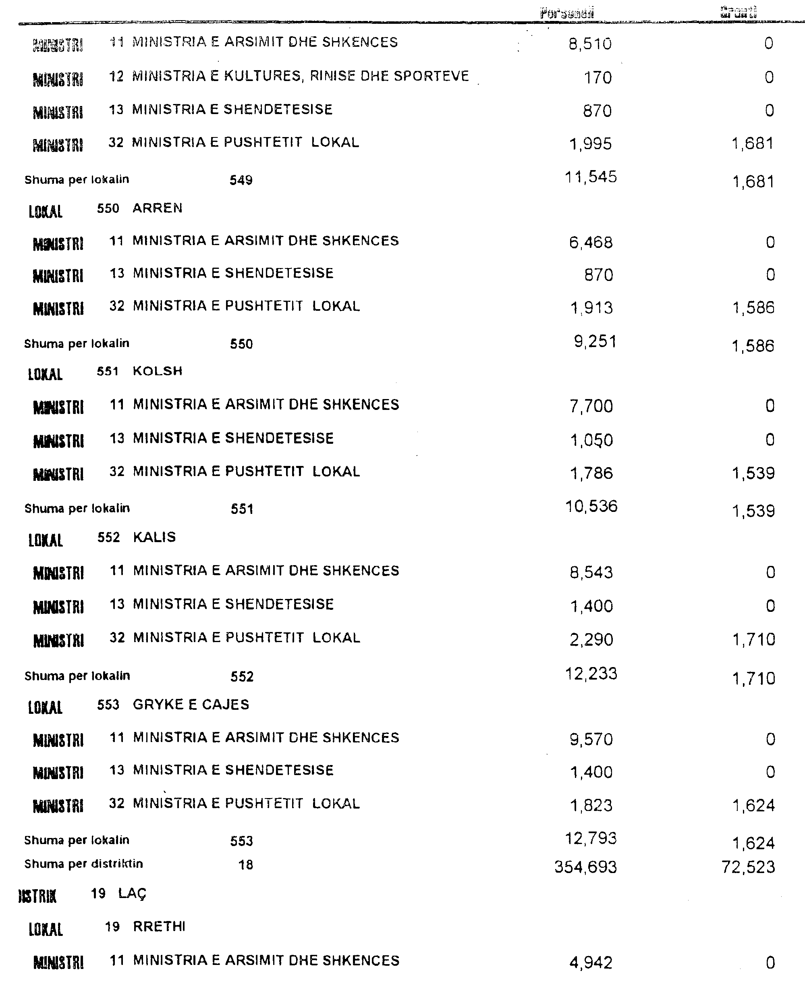 Personeli Granti
MINISTRI 11 MINISTRIA E ARSIMIT DHE SHKENCES 8,510 0
MINISTRI 12 MINISTRIA E KULTURES, RINISE DHE SPORTEVE 170 0
MINISTRI 13 MINISTRIA E SHENDETESISE 870 0
MINISTRI 32 MINISTRIA E PUSHTETIT LOKAL 1,995 1,681
Shuma per lokalin 549 11,545 1,681
LOKAL 550 ARREN
MINISTRI 11 MINISTRIA E ARSIMIT DHE SHKENCES 6,468 0
MINISTRI 13 MINISTRIA E SHENDETESISE 870 0
MINISTRI 32 MINISTRIA E PUSHTETIT LOKAL 1,913 1,586
Shuma per lokalin 550 9,251 1,586
LOKAL 551 KOLSH
MINISTRI 11 MINISTRIA E ARSIMIT DHE SHKENCES 7,700 0
MINISTRI 13 MINISTRIA E SHENDETESISE 1,050 0
MINISTRI 32 MINISTRIA E PUSHTETIT LOKAL 1,786 1,539
Shuma per lokalin 551 10,536 1,539
LOKAL 552 KALIS
MINISTRI 11 MINISTRIA E ARSIMIT DHE SHKENCES 8,543 0
MINISTRI 13 MINISTRIA E SHENDETESISE 1,400 0
MINISTRI 32 MINISTRIA E PUSHTETIT LOKAL 2,290 1,710
Shuma per lokalin 552 12,233 1,710
LOKAL 553 GRYKE E CAJES
MINISTRI 11 MINISTRIA E ARSIMIT DHE SHKENCES 9,570 0
MINISTRI 13 MINISTRIA E SHENDETESISE 1,400 0
MINISTRI 32 MINISTRIA E PUSHTETIT LOKAL 1,823 1,624
Shuma per lokalin 553 12,793 1,624
Shuma per distriktin 18 354,693 72,523
DISTRIK 19 LAÇ
LOKAL 19 RRETHI
MINISTRI 11 MINISTRIA E ARSIMIT DHE SHKENCES 4,942 0